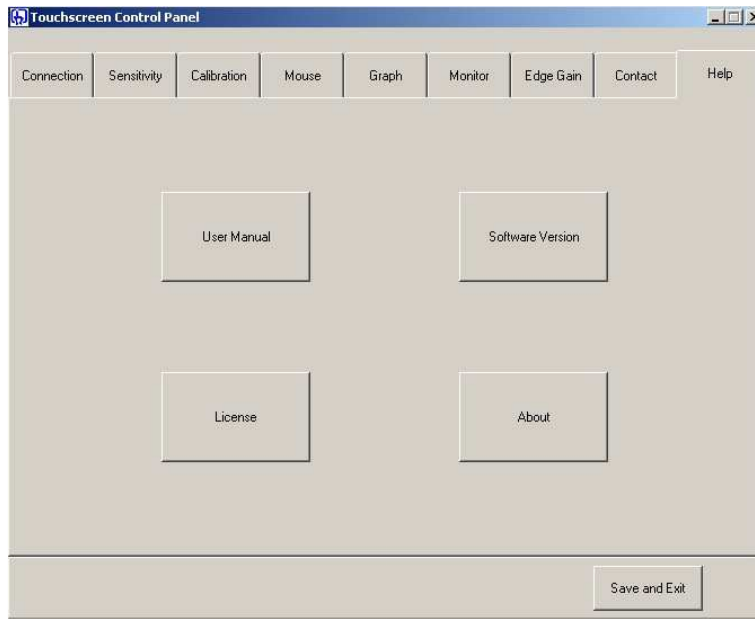 Touchscreen Control Panel
Connection Sensitivity Calibration Mouse Graph Monitor Edge Gain Contact Help
User Manual Software Version
License About
Save and Exit